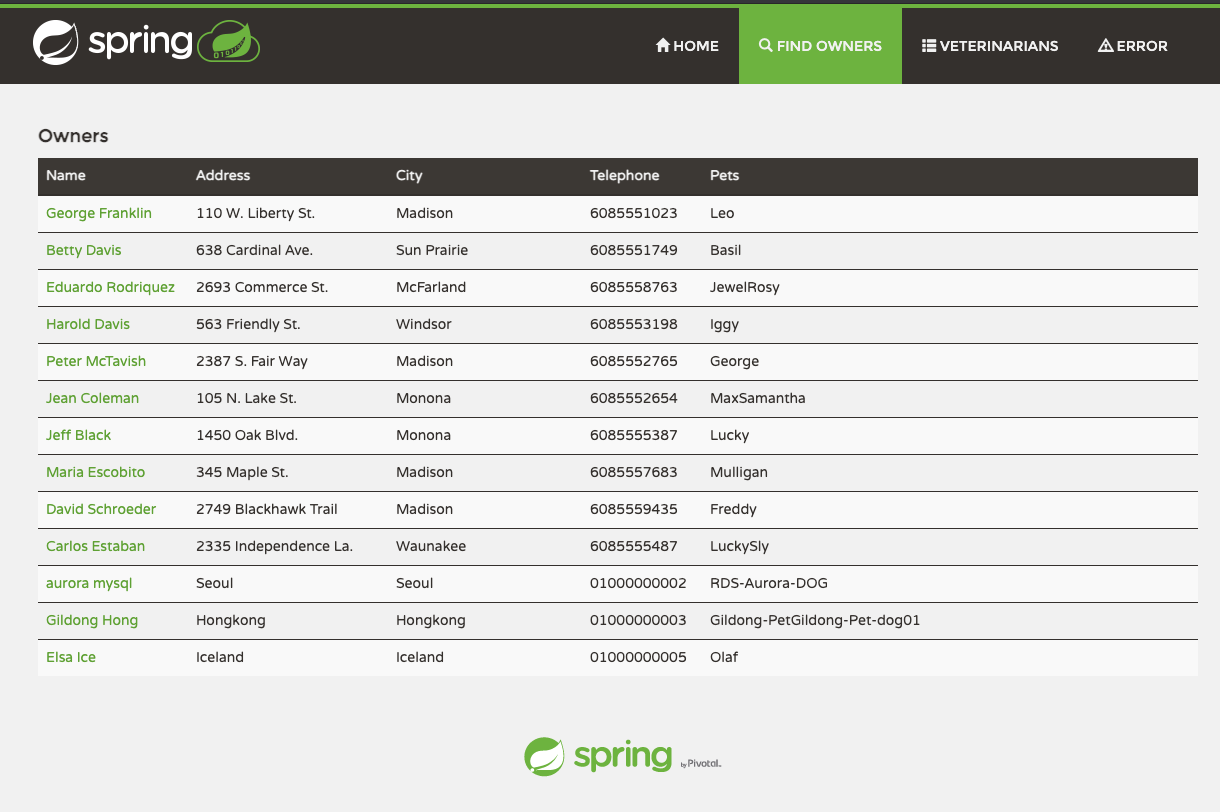 spring
HOME FIND OWNERS VETERINARIANS ERROR
Owners
Name Address City Telephone Pets
George Franklin 110 W. Liberty St. Madison 6085551023 Leo
Betty Davis 638 Cardinal Ave. Sun Prairie 6085551749 Basil
Eduardo Rodriquez 2693 Commerce St. McFarland 6085558763 JewelRosy
Harold Davis 563 Friendly St. Windsor 6085553198 Iggy
Peter McTavish 2387 S. Fair Way Madison 6085552765 George
Jean Coleman 105 N. Lake St. Monona 6085552654 MaxSamantha
Jeff Black 1450 Oak Blvd. Monona 6085555387 Lucky
Maria Escobito 345 Maple St. Madison 6085557683 Mulligan
David Schroeder 2749 Blackhawk Trail Madison 6085559435 Freddy
Carlos Estaban 2335 Independence La. Waunakee 6085555487 LuckySly
aurora mysql Seoul Seoul 01000000002 RDS-Aurora-DOG
Gildong Hong Hongkong Hongkong 01000000003 Gildong-PetGildong-Pet-dog01
Elsa Ice Iceland Iceland 01000000005 Olaf
spring by Pivotal.